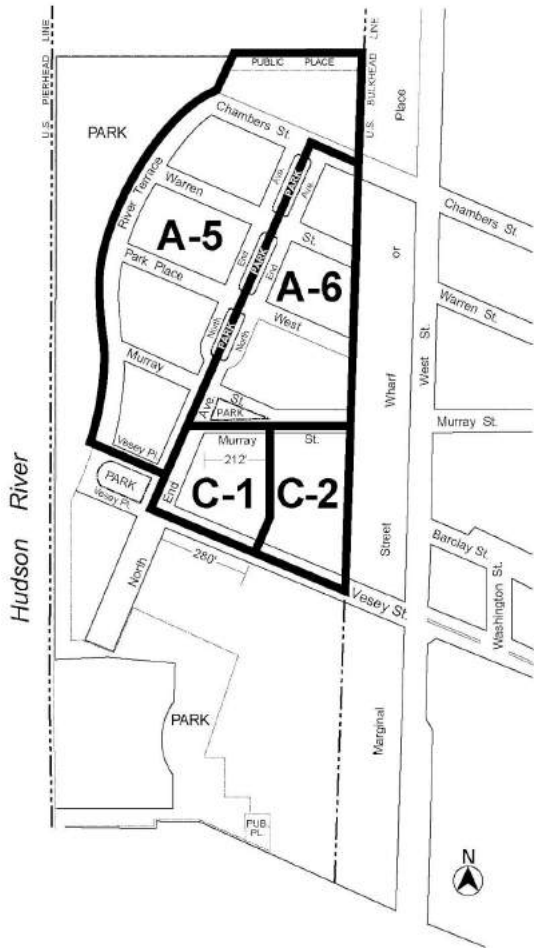 U.S. PIERHEAD LINE
PUBLIC PLACE
U.S. BULKHEAD LINE
Place
PARK
Chambers St.
Ave.
PARK
Ave.
River Terrace
Warren
St.
Chambers St.
A-5
or
End
PARK
End
A-6
Park Place
West
Warren St.
North
PARK
North
West St.
Wharf
Murray
St.
Ave.
PARK
Murray St.
Vesey Pl.
Murray St.
212'
PARK
Vesey Pl.
End
C-1
C-2
Hudson River
Street
Barclay St.
Washington St.
280'
North
Vesey St.
PARK
Marginal
PUB.
PL.
N